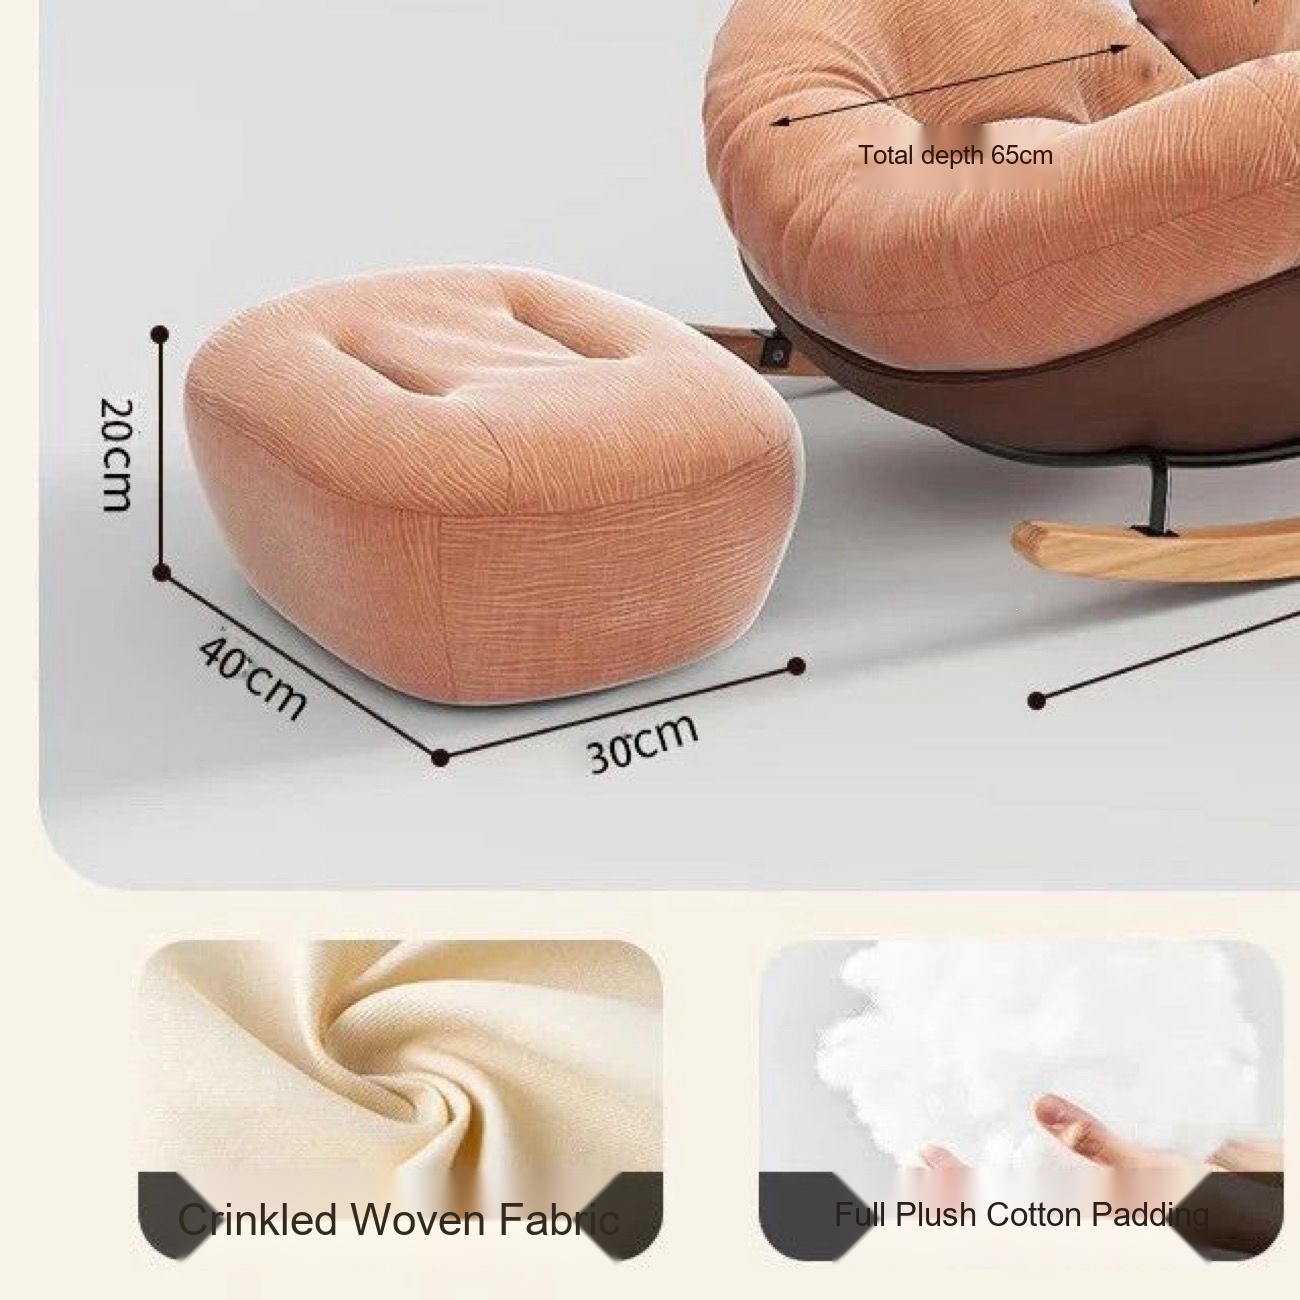 Total depth 65cm
20cm
40cm
30cm
Crinkled Woven Fabric
Full Plush Cotton Padding